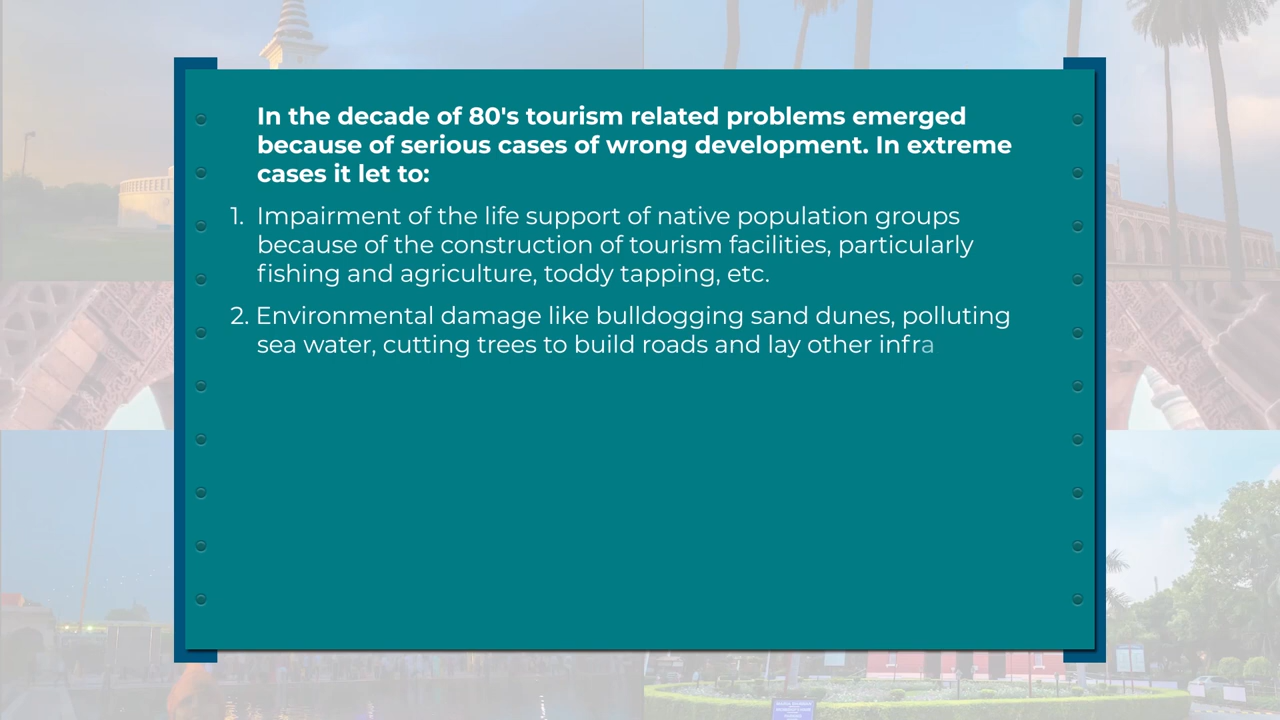 In the decade of 80's tourism related problems emerged
because of serious cases of wrong development. In extreme
cases it let to:
1. Impairment of the life support of native population groups
because of the construction of tourism facilities, particularly
fishing and agriculture, toddy tapping, etc.
2. Environmental damage like bulldogging sand dunes, polluting
sea water, cutting trees to build roads and lay other infra